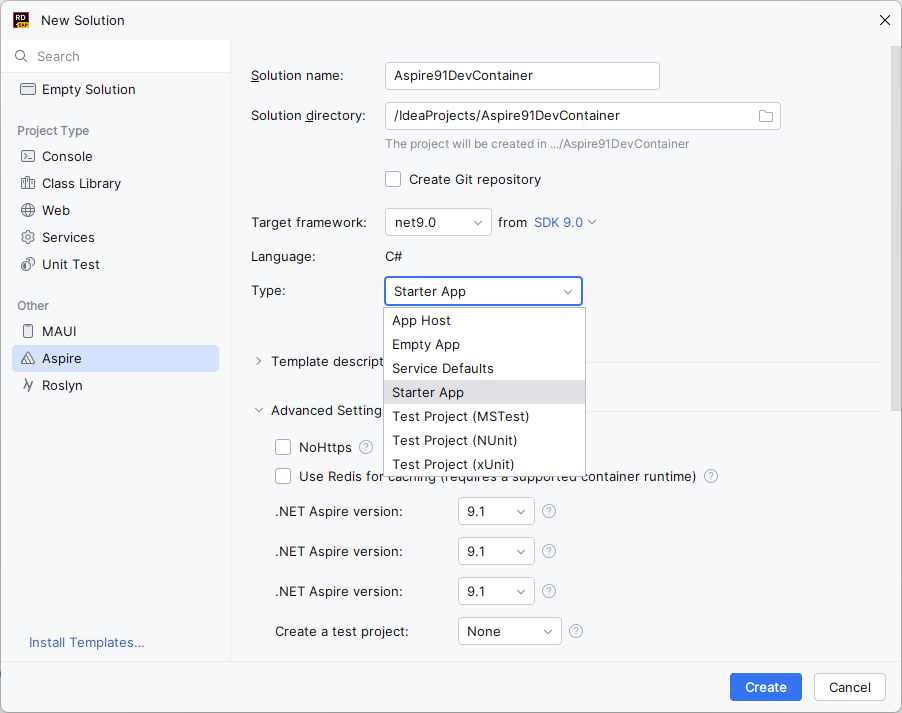 RD
EAP
New Solution
Search
Empty Solution
Project Type
Console
Class Library
Web
Services
Unit Test
Other
MAUI
Aspire
Roslyn
Install Templates...
Solution name:
Aspire91DevContainer
Solution directory:
/IdeaProjects/Aspire91DevContainer
The project will be created in .../Aspire91DevContainer
Create Git repository
Target framework:
net9.0
from SDK 9.0
Language:
C#
Type:
Starter App
App Host
Empty App
Service Defaults
Starter App
Test Project (MSTest)
Test Project (NUnit)
Test Project (xUnit)
Template descript
Advanced Setting
NoHttps ?
Use Redis for caching (requires a supported container runtime) ?
.NET Aspire version: 9.1 ?
.NET Aspire version: 9.1 ?
.NET Aspire version: 9.1 ?
Create a test project: None ?
Create
Cancel